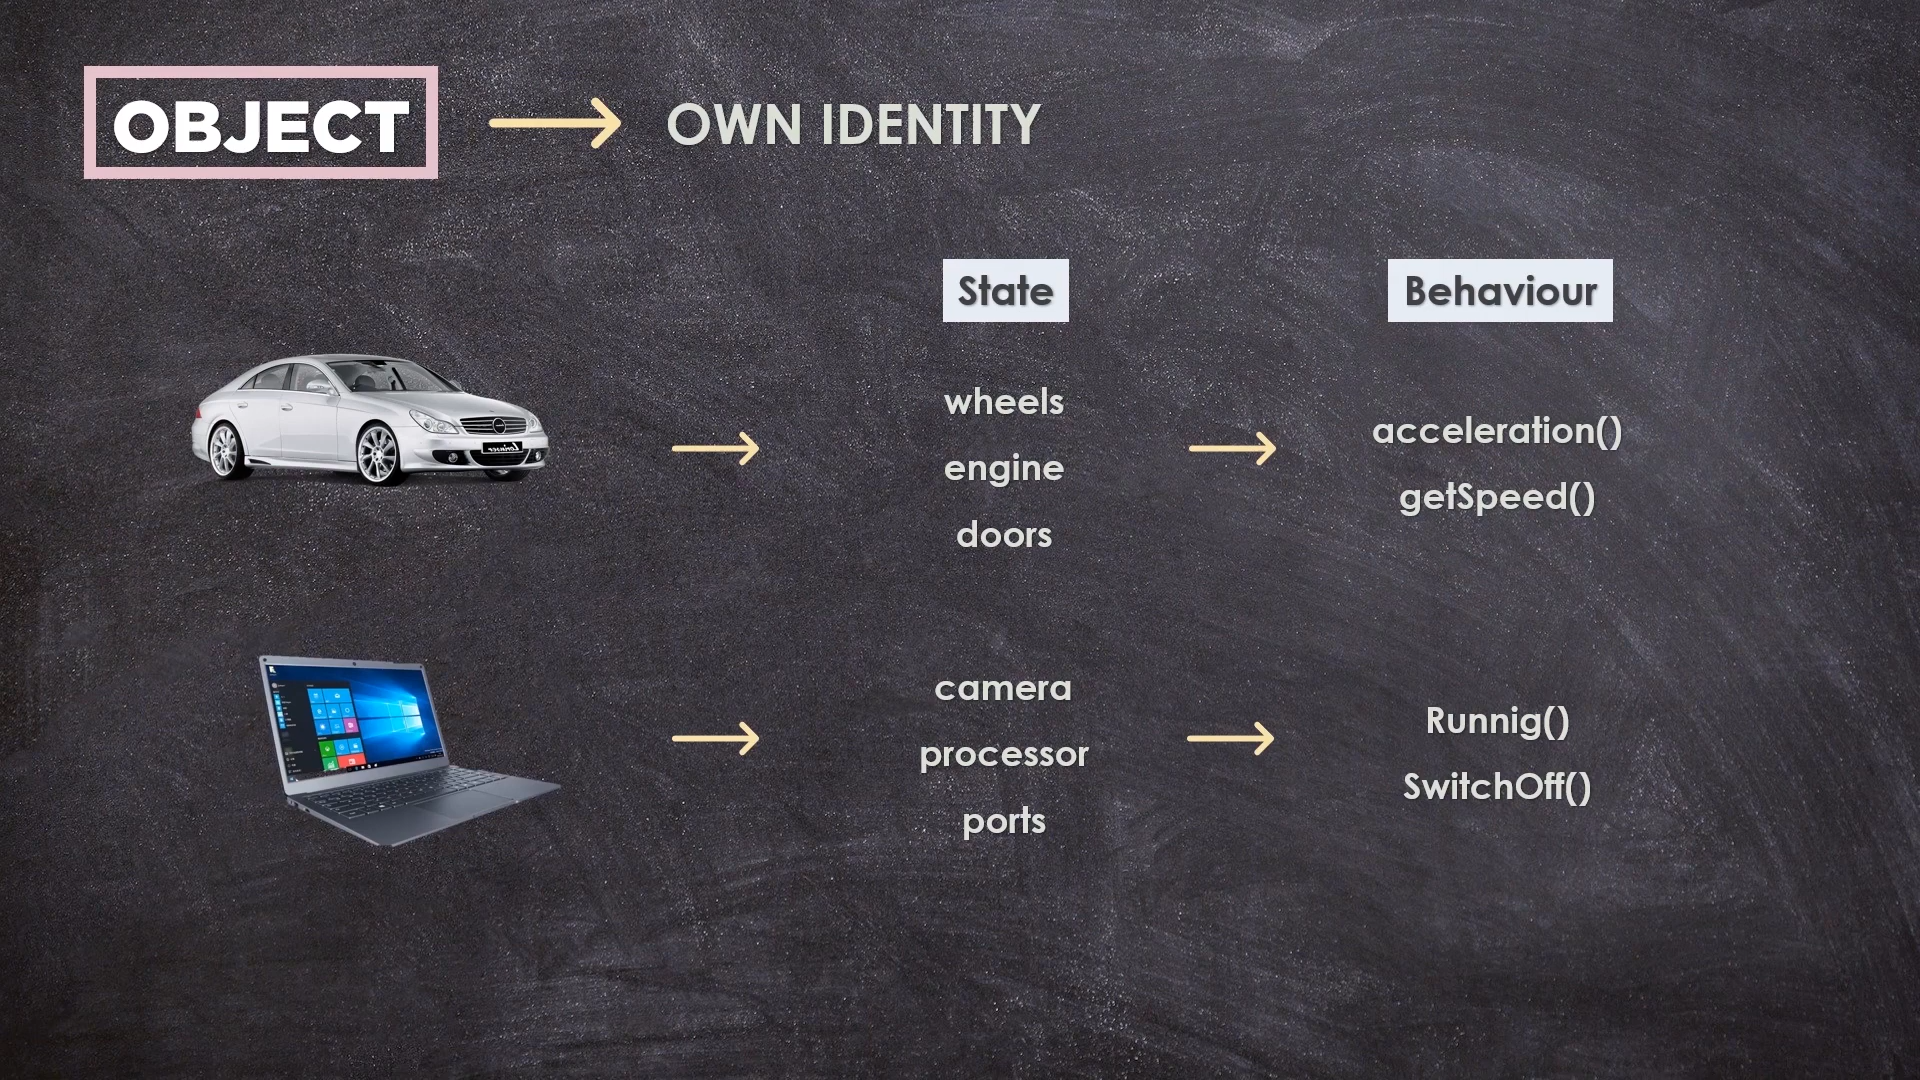 OBJECT
OWN IDENTITY
State
Behaviour
wheels
engine
doors
acceleration()
getSpeed()
camera
processor
ports
Runnig()
SwitchOff()